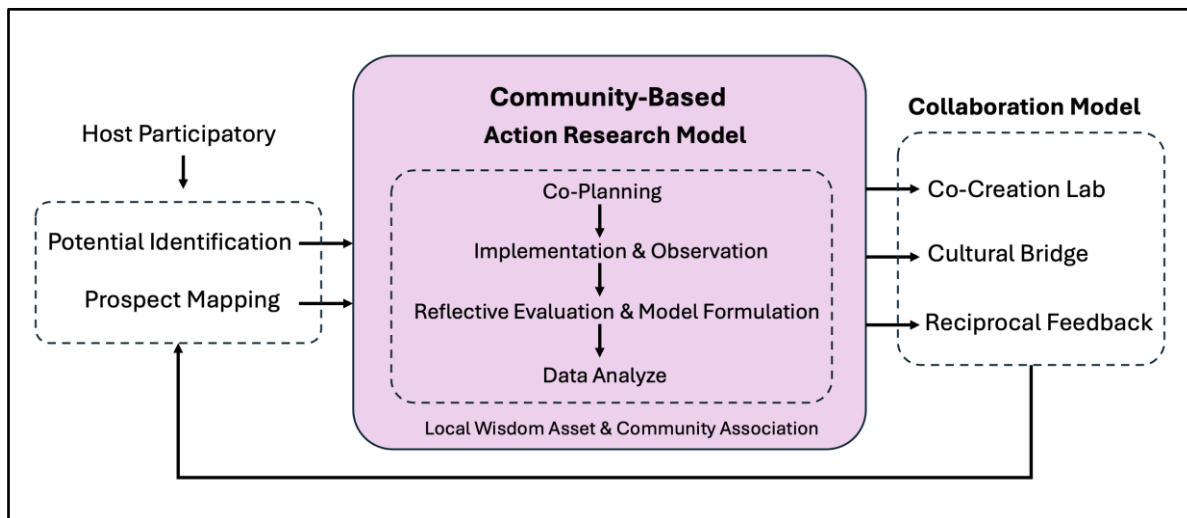 Host Participatory
Potential Identification
Prospect Mapping
Community-Based
Action Research Model
Co-Planning
Implementation & Observation
Reflective Evaluation & Model Formulation
Data Analyze
Local Wisdom Asset & Community Association
Collaboration Model
Co-Creation Lab
Cultural Bridge
Reciprocal Feedback